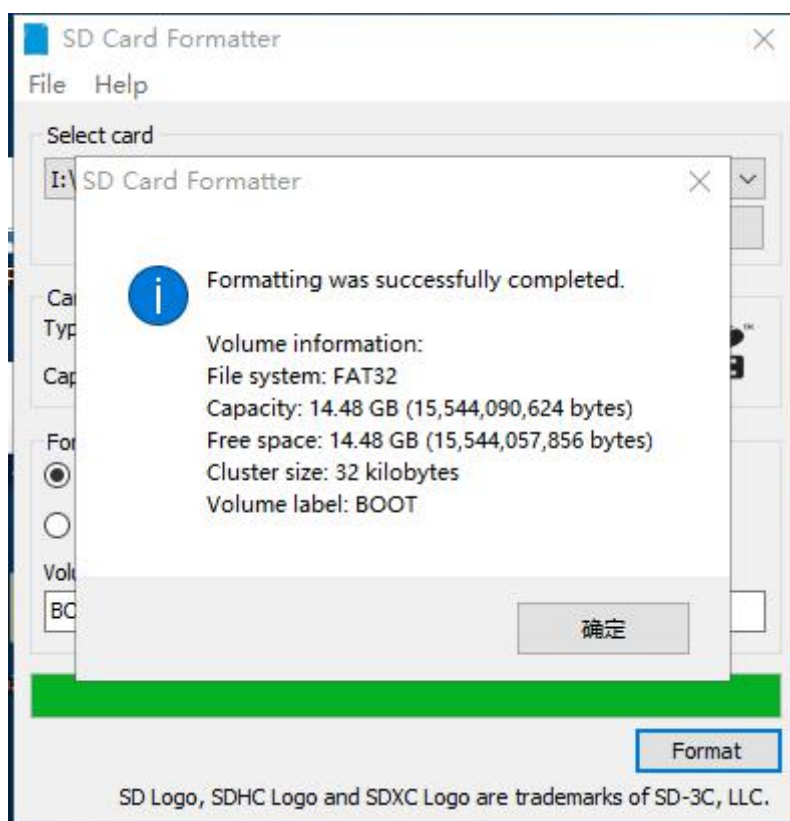 SD Card Formatter
File Help
Select card
I:\
SD Card Formatter
Formatting was successfully completed.
Volume information:
File system: FAT32
Capacity: 14.48 GB (15,544,090,624 bytes)
Free space: 14.48 GB (15,544,057,856 bytes)
Cluster size: 32 kilobytes
Volume label: BOOT
确定
Format
SD Logo, SDHC Logo and SDXC Logo are trademarks of SD-3C, LLC.